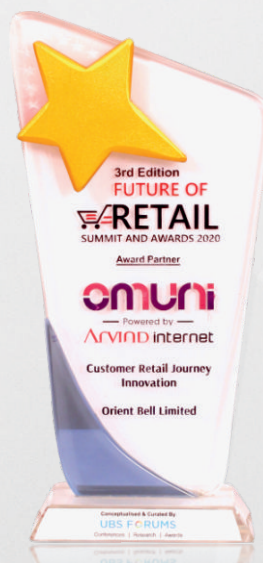 3rd Edition
FUTURE OF
RETAIL
SUMMIT AND AWARDS 2020
Award Partner
omuni
Powered by
Arvind internet
Customer Retail Journey
Innovation
Orient Bell Limited
Conceptualised & Curated By:
UBS FORUMS
Conferences | Research | Awards